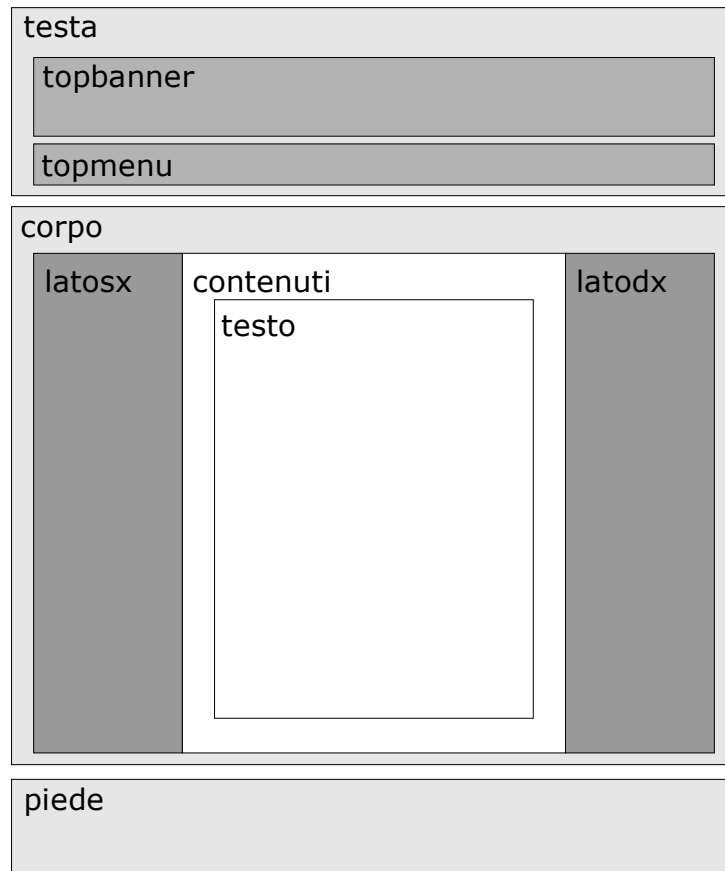 testa
topbanner
topmenu
corpo
latosx
contenuti
latodx
testo
piede